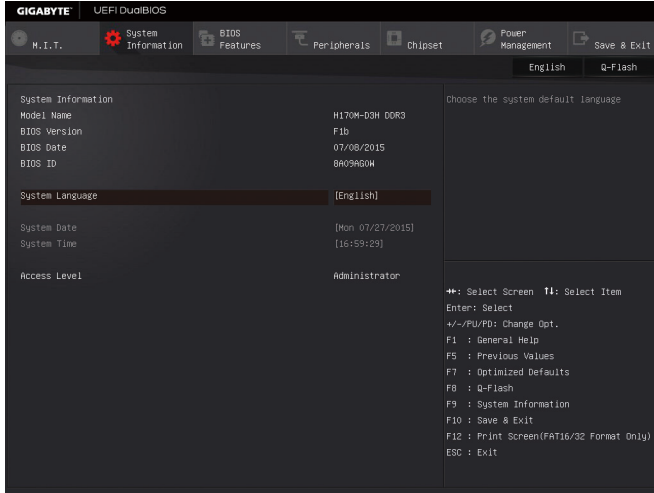 GIGABYTE™ UEFI DualBIOS
M.I.T.
System Information
BIOS Features
Peripherals
Chipset
Power Management
Save & Exit
English Q-Flash
System Information
Model Name H170M-D3H DDR3
BIOS Version F1b
BIOS Date 07/08/2015
BIOS ID 8A09AG0W
System Language [English]
System Date [Mon 07/27/2015]
System Time [16:59:29]
Access Level Administrator
Choose the system default language
→←: Select Screen ↑↓: Select Item
Enter: Select
+/-/PU/PD: Change Opt.
F1 : General Help
F5 : Previous Values
F7 : Optimized Defaults
F8 : Q-Flash
F9 : System Information
F10 : Save & Exit
F12 : Print Screen(FAT16/32 Format Only)
ESC : Exit